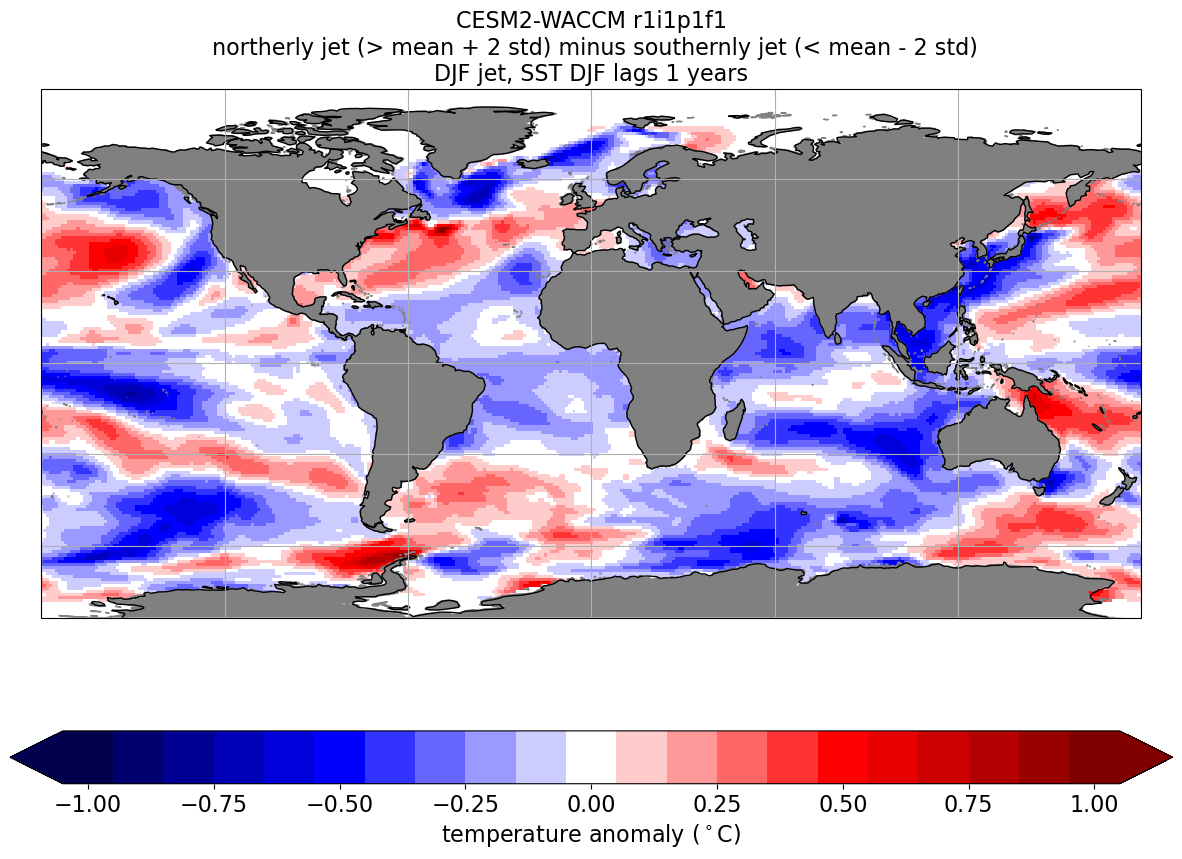 CESM2-WACCM r1i1p1f1
northerly jet (> mean + 2 std) minus southernly jet (< mean - 2 std)
DJF jet, SST DJF lags 1 years
−1.00 −0.75 −0.50 −0.25 0.00 0.25 0.50 0.75 1.00
temperature anomaly (°C)